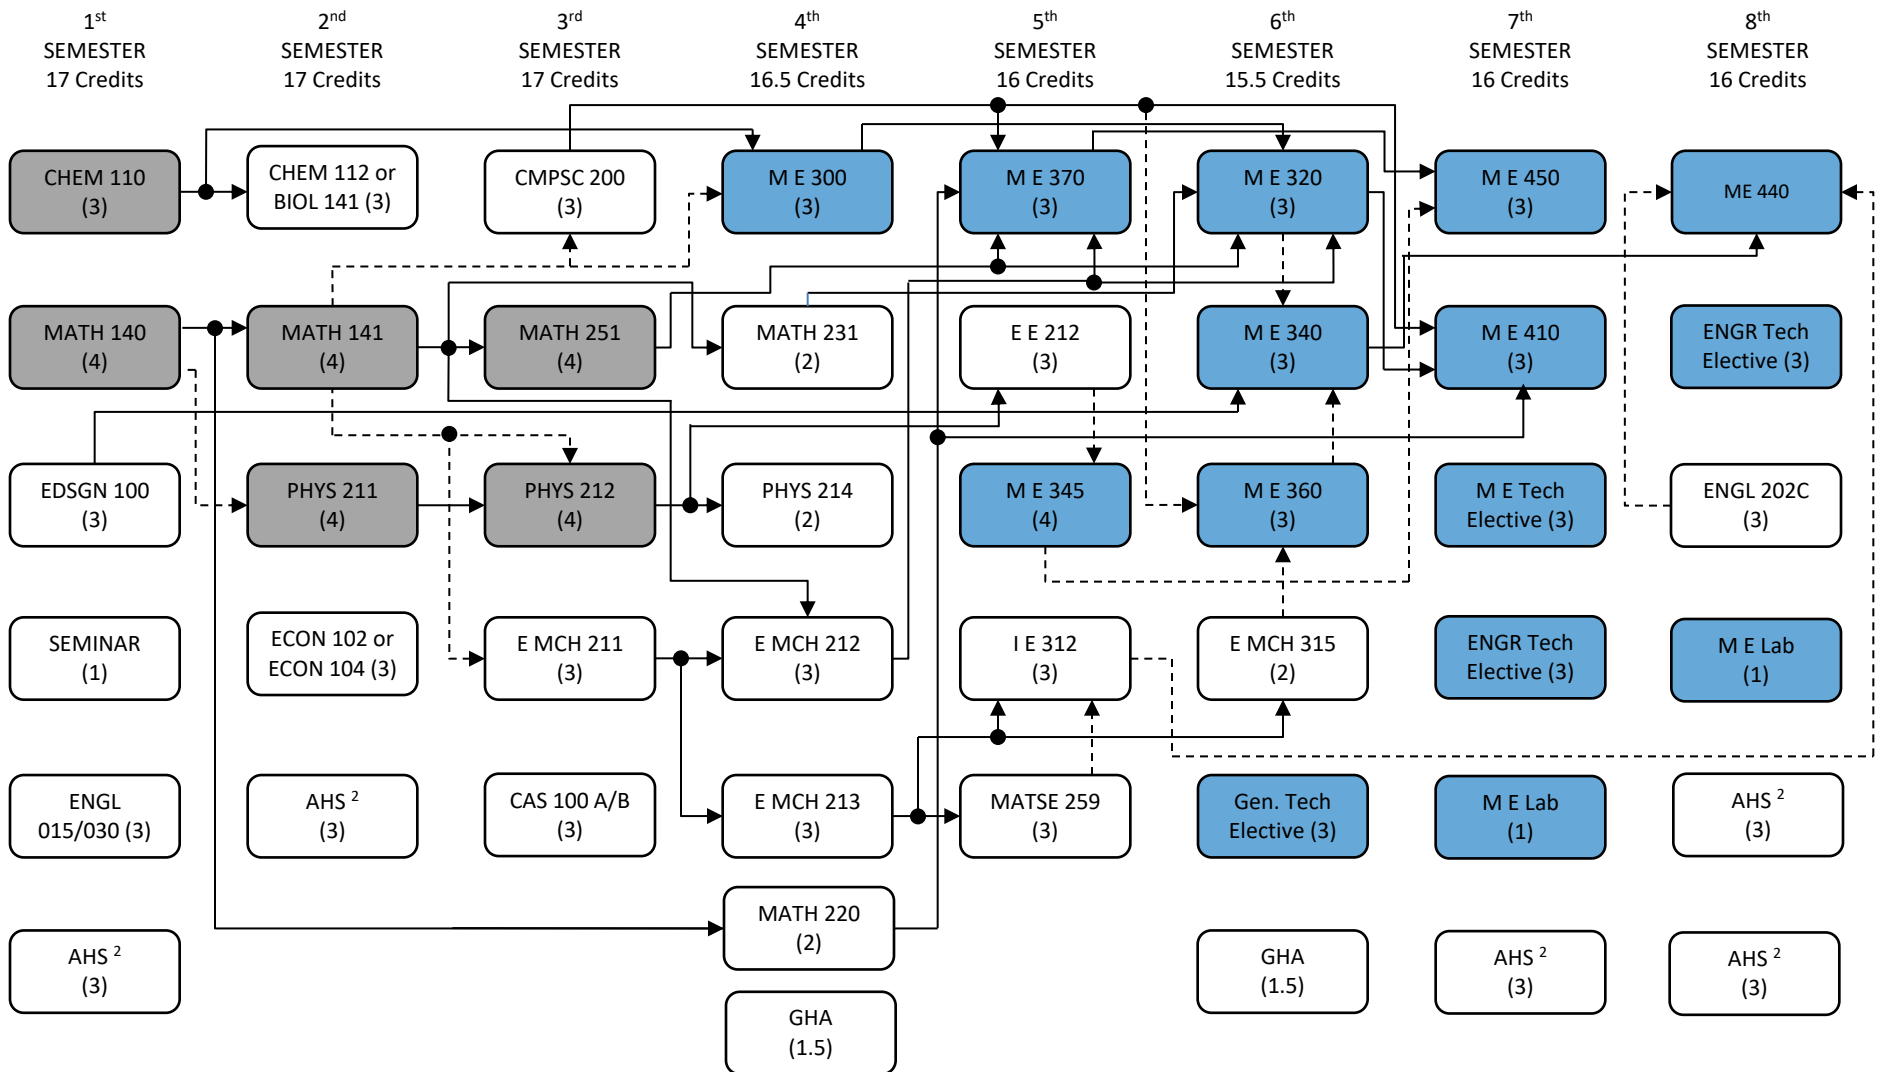 1st
SEMESTER
17 Credits
2nd
SEMESTER
17 Credits
3rd
SEMESTER
17 Credits
4th
SEMESTER
16.5 Credits
5th
SEMESTER
16 Credits
6th
SEMESTER
15.5 Credits
7th
SEMESTER
16 Credits
8th
SEMESTER
16 Credits
CHEM 110
(3)
CHEM 112 or
BIOL 141 (3)
CMPSC 200
(3)
M E 300
(3)
M E 370
(3)
M E 320
(3)
M E 450
(3)
ME 440
MATH 140
(4)
MATH 141
(4)
MATH 251
(4)
MATH 231
(2)
E E 212
(3)
M E 340
(3)
M E 410
(3)
ENGR Tech
Elective (3)
EDSGN 100
(3)
PHYS 211
(4)
PHYS 212
(4)
PHYS 214
(2)
M E 345
(4)
M E 360
(3)
M E Tech
Elective (3)
ENGL 202C
(3)
SEMINAR
(1)
ECON 102 or
ECON 104 (3)
E MCH 211
(3)
E MCH 212
(3)
I E 312
(3)
E MCH 315
(2)
ENGR Tech
Elective (3)
M E Lab
(1)
ENGL
015/030 (3)
AHS 2
(3)
CAS 100 A/B
(3)
E MCH 213
(3)
MATSE 259
(3)
Gen. Tech
Elective (3)
M E Lab
(1)
AHS 2
(3)
AHS 2
(3)
MATH 220
(2)
GHA
(1.5)
AHS 2
(3)
AHS 2
(3)
GHA
(1.5)